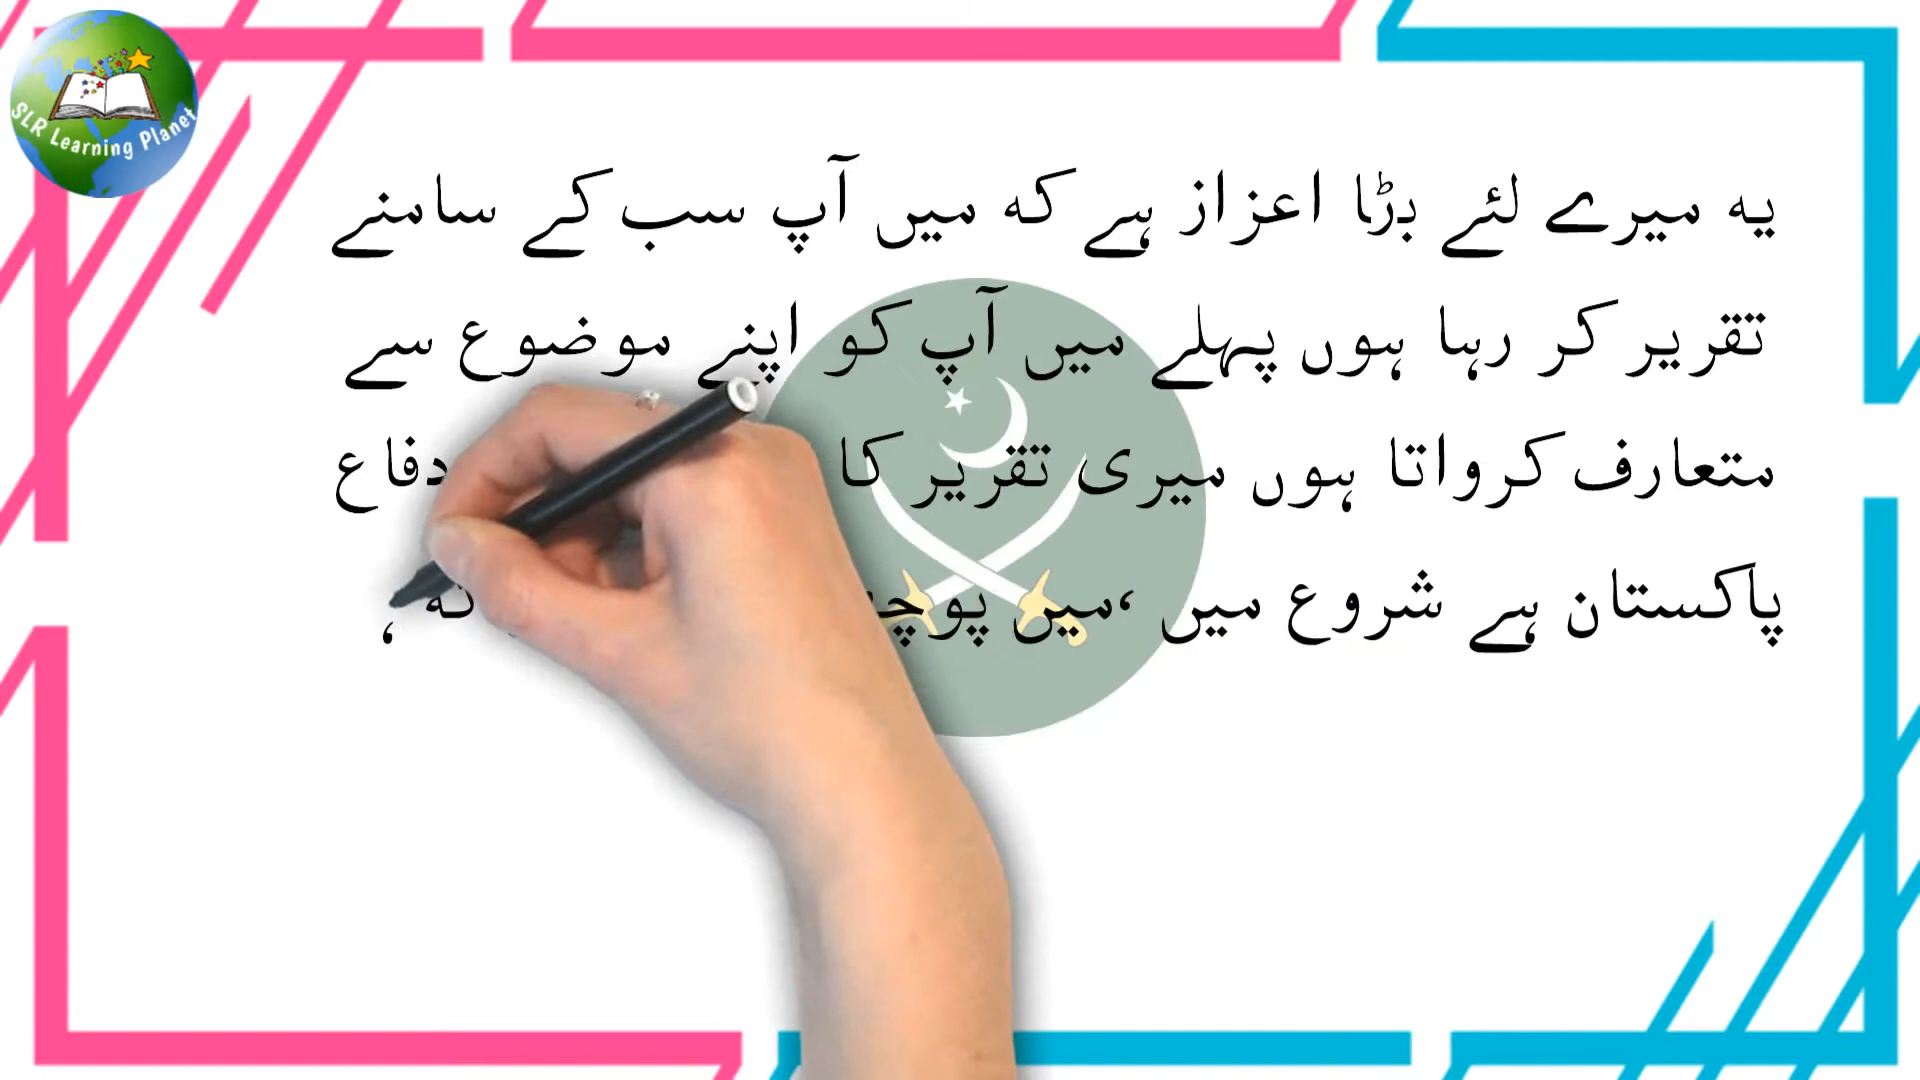 SLR Learning Planet
یہ میرے لئے بڑا اعزاز ہے کہ میں آپ سب کے سامنے
تقریر کر رہا ہوں پہلے میں آپ کو اپنے موضوع سے
متعارف کرواتا ہوں میری تقریر کا دفاع
پاکستان ہے شروع میں ،میں